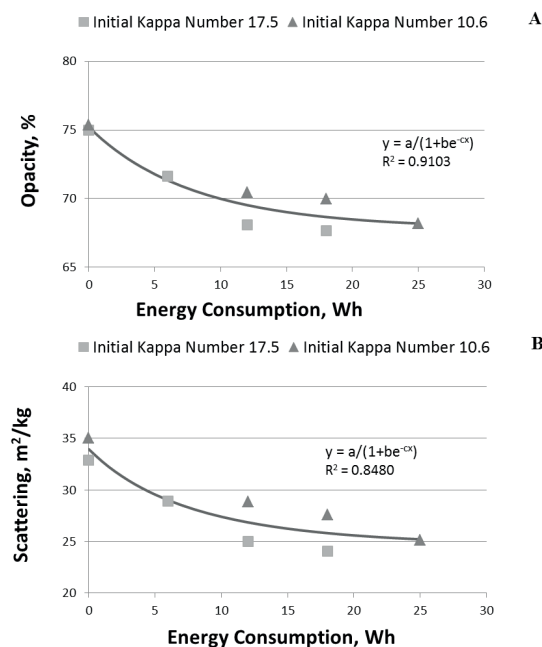 Initial Kappa Number 17.5 Initial Kappa Number 10.6 A
80
75
70
65
Opacity, %
y = a/(1+be⁻ᶜˣ)
R² = 0.9103
0 5 10 15 20 25 30
Energy Consumption, Wh
Initial Kappa Number 17.5 Initial Kappa Number 10.6 B
40
35
30
25
20
Scattering, m²/kg
y = a/(1+be⁻ᶜˣ)
R² = 0.8480
0 5 10 15 20 25 30
Energy Consumption, Wh